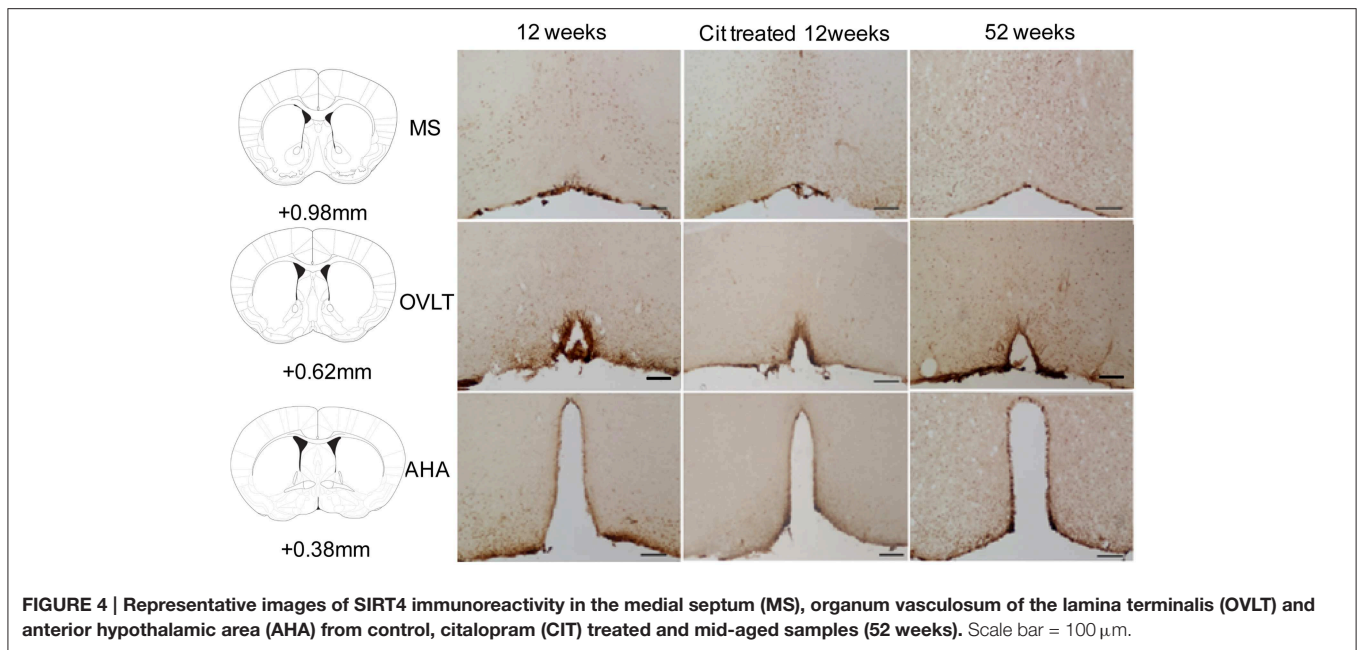 12 weeks Cit treated 12weeks 52 weeks
MS
+0.98mm
OVLT
+0.62mm
AHA
+0.38mm
FIGURE 4 | Representative images of SIRT4 immunoreactivity in the medial septum (MS), organum vasculosum of the lamina terminalis (OVLT) and
anterior hypothalamic area (AHA) from control, citalopram (CIT) treated and mid-aged samples (52 weeks). Scale bar = 100 μm.